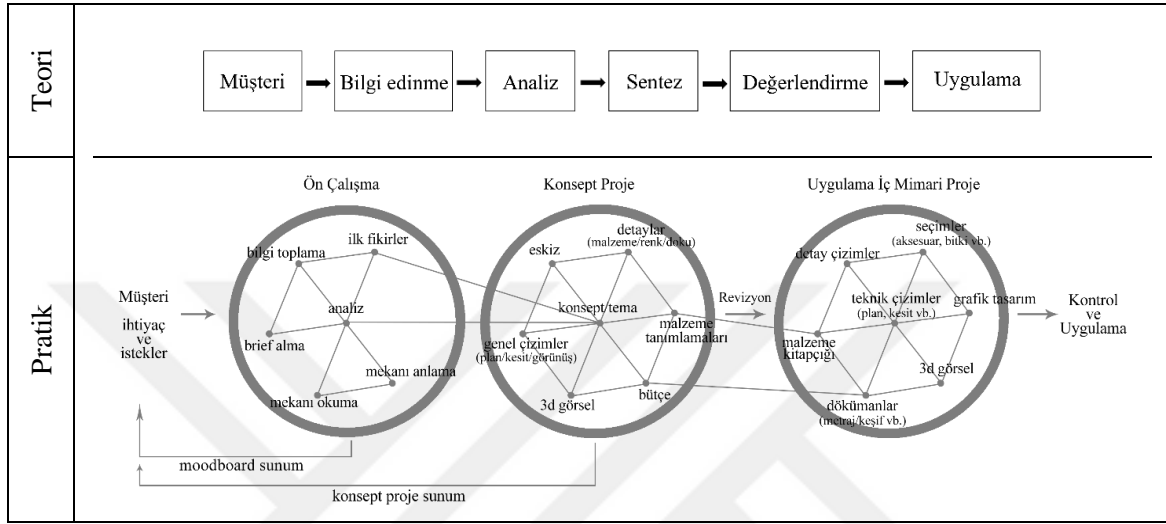 Teori
Müşteri
Bilgi edinme
Analiz
Sentez
Değerlendirme
Uygulama
Pratik
Müşteri
ihtiyaç
ve
istekler
Ön Çalışma
bilgi toplama
ilk fikirler
analiz
brief alma
mekanı anlama
mekanı okuma
Konsept Proje
eskiz
detaylar
(malzeme/renk/doku)
konsept/tema
genel çizimler
(plan/kesit/görünüş)
malzeme
tanımlamaları
3d görsel
bütçe
Revizyon
Uygulama İç Mimari Proje
seçimler
(aksesuar, bitki vb.)
detay çizimler
teknik çizimler
(plan, kesit vb.)
grafik tasarım
malzeme
kitapçığı
3d görsel
dökümanlar
(metraj/keşif vb.)
Kontrol
ve
Uygulama
moodboard sunum
konsept proje sunum